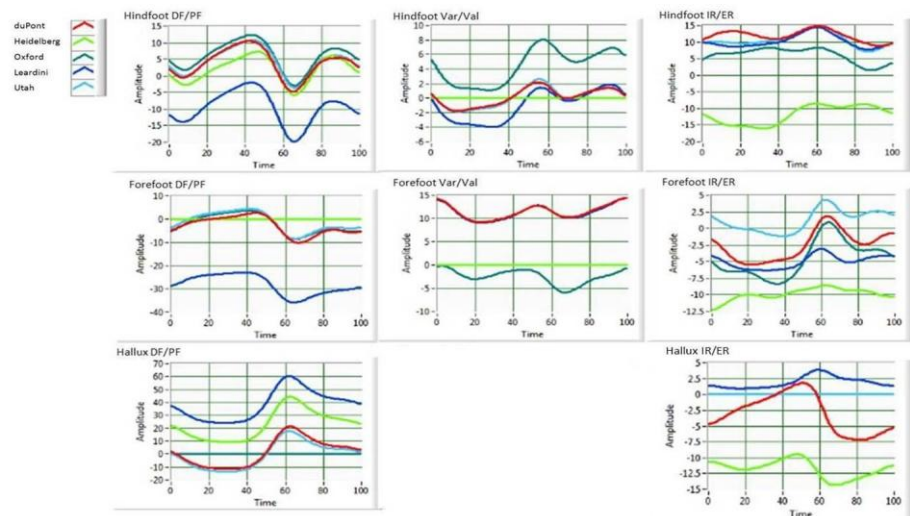 duPont
Heidelberg
Oxford
Leardini
Utah
Hindfoot DF/PF
Amplitude
15
10
5
0
-5
-10
-15
-20
0 20 40 60 80 100
Time
Hindfoot Var/Val
Amplitude
8
6
4
2
0
-2
-4
-6
0 20 40 60 80 100
Time
Hindfoot IR/ER
Amplitude
15
10
5
0
-5
-10
-15
-20
0 20 40 60 80 100
Time
Forefoot DF/PF
Amplitude
10
0
-10
-20
-30
-40
0 20 40 60 80 100
Time
Forefoot Var/Val
Amplitude
15
10
5
0
-5
-10
0 20 40 60 80 100
Time
Forefoot IR/ER
Amplitude
5
2.5
0
-2.5
-5
-7.5
-10
-12.5
0 20 40 60 80 100
Time
Hallux DF/PF
Amplitude
70
60
50
40
30
20
10
0
-10
-20
0 20 40 60 80 100
Time
Hallux IR/ER
Amplitude
5
2.5
0
-2.5
-5
-7.5
-10
-12.5
-15
0 20 40 60 80 100
Time